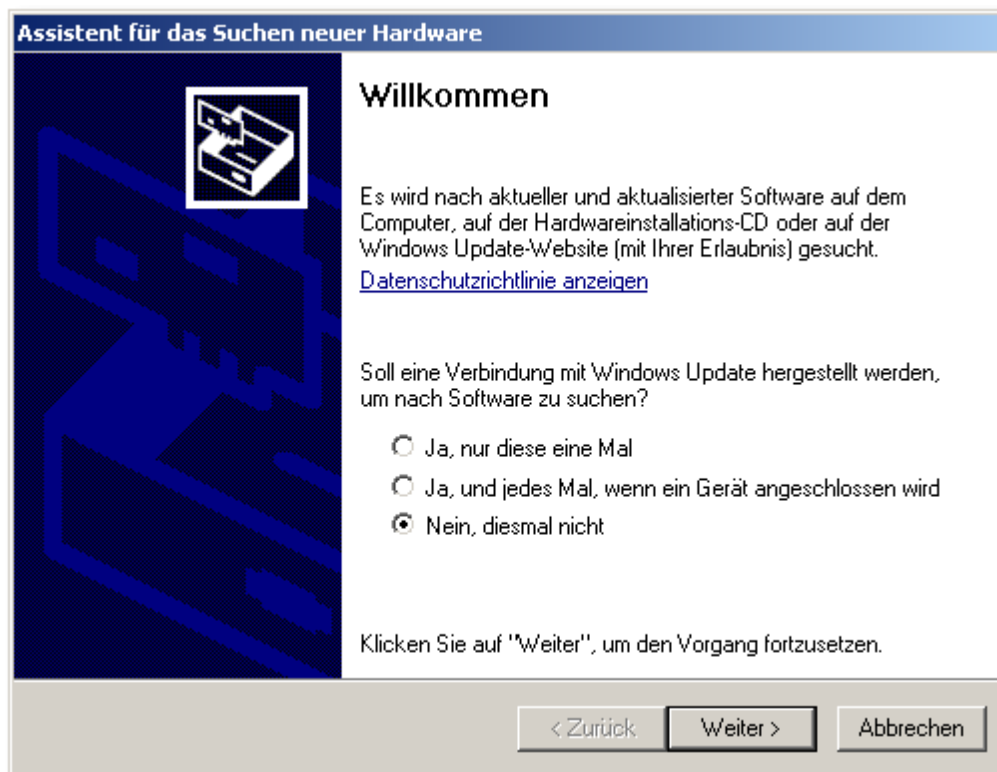 Assistent für das Suchen neuer Hardware
Willkommen
Es wird nach aktueller und aktualisierter Software auf dem
Computer, auf der Hardwareinstallations-CD oder auf der
Windows Update-Website (mit Ihrer Erlaubnis) gesucht.
Datenschutzrichtlinie anzeigen
Soll eine Verbindung mit Windows Update hergestellt werden,
um nach Software zu suchen?
Ja, nur diese eine Mal
Ja, und jedes Mal, wenn ein Gerät angeschlossen wird
Nein, diesmal nicht
Klicken Sie auf "Weiter", um den Vorgang fortzusetzen.
< Zurück Weiter > Abbrechen